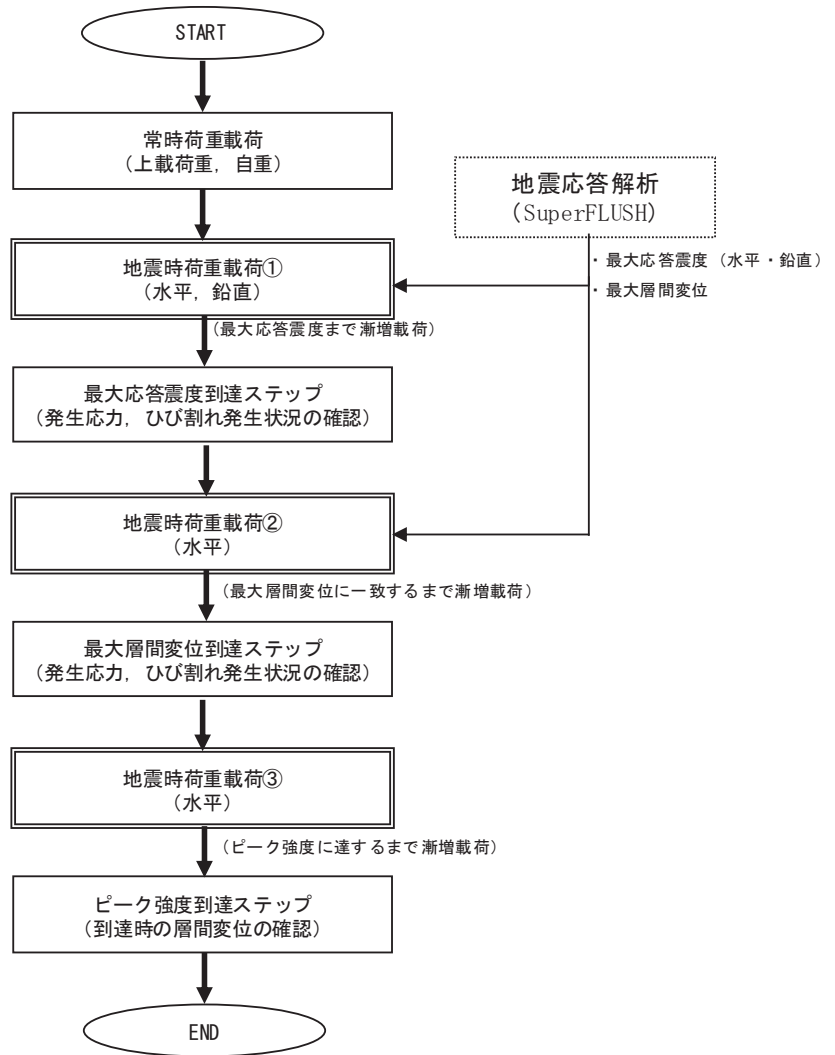 START
常時荷重載荷
（上載荷重，自重）
地震応答解析
（SuperFLUSH）
・最大応答震度（水平・鉛直）
・最大層間変位
地震時荷重載荷①
（水平，鉛直）
（最大応答震度まで漸増載荷）
最大応答震度到達ステップ
（発生応力，ひび割れ発生状況の確認）
地震時荷重載荷②
（水平）
（最大層間変位に一致するまで漸増載荷）
最大層間変位到達ステップ
（発生応力，ひび割れ発生状況の確認）
地震時荷重載荷③
（水平）
（ピーク強度に達するまで漸増載荷）
ピーク強度到達ステップ
（到達時の層間変位の確認）
END